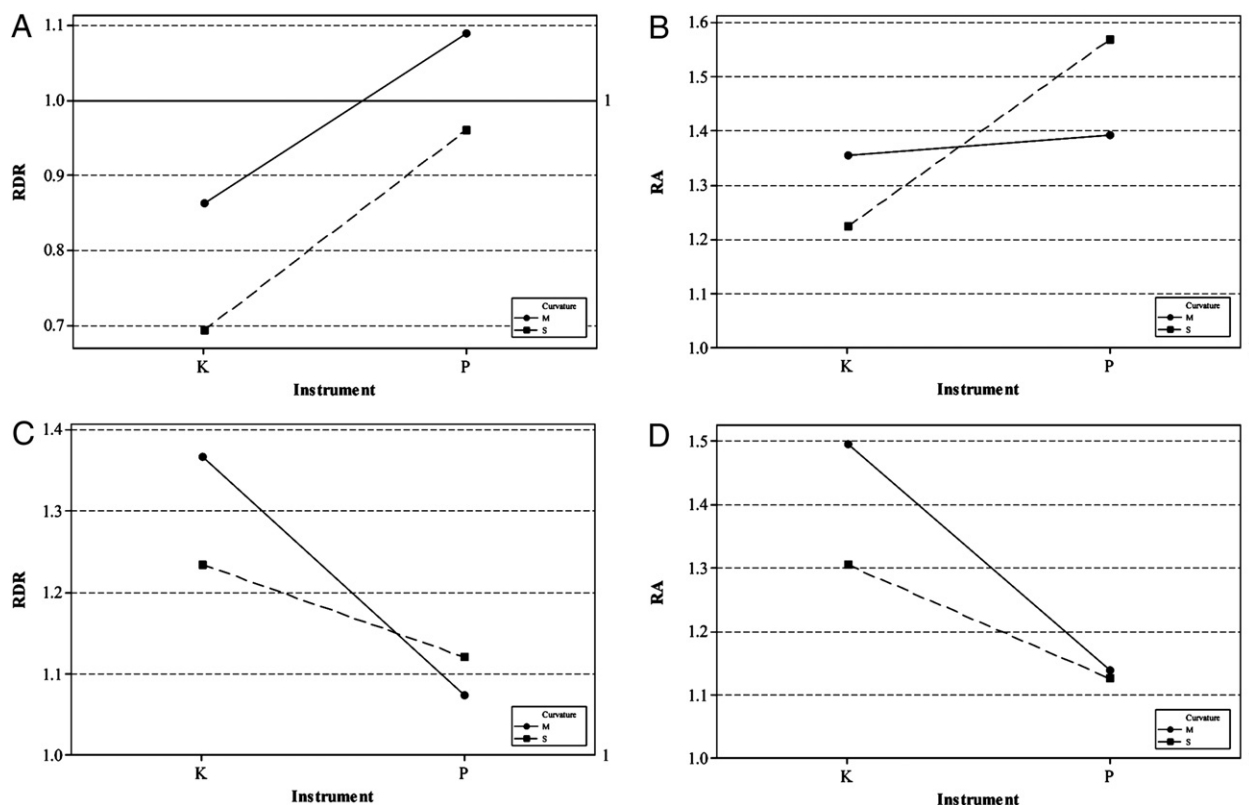 A
1.1
1.0
0.9
0.8
0.7
RDR
1
K
P
Instrument
Curvature
M
S
B
1.6
1.5
1.4
1.3
1.2
1.1
1.0
RA
K
P
Instrument
Curvature
M
S
C
1.4
1.3
1.2
1.1
1.0
RDR
1
K
P
Instrument
Curvature
M
S
D
1.5
1.4
1.3
1.2
1.1
1.0
RA
K
P
Instrument
Curvature
M
S